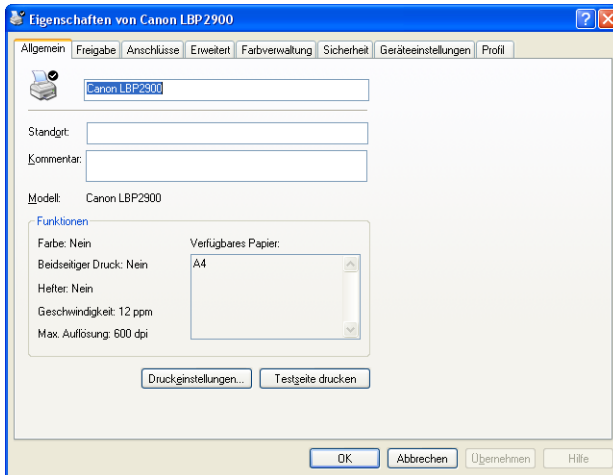 Eigenschaften von Canon LBP2900
Allgemein Freigabe Anschlüsse Erweitert Farbverwaltung Sicherheit Geräteeinstellungen Profil
Canon LBP2900
Standort:
Kommentar:
Modell: Canon LBP2900
Funktionen
Farbe: Nein Verfügbares Papier:
Beidseitiger Druck: Nein A4
Hefter: Nein
Geschwindigkeit: 12 ppm
Max. Auflösung: 600 dpi
Druckeinstellungen... Testseite drucken
OK Abbrechen Übernehmen Hilfe